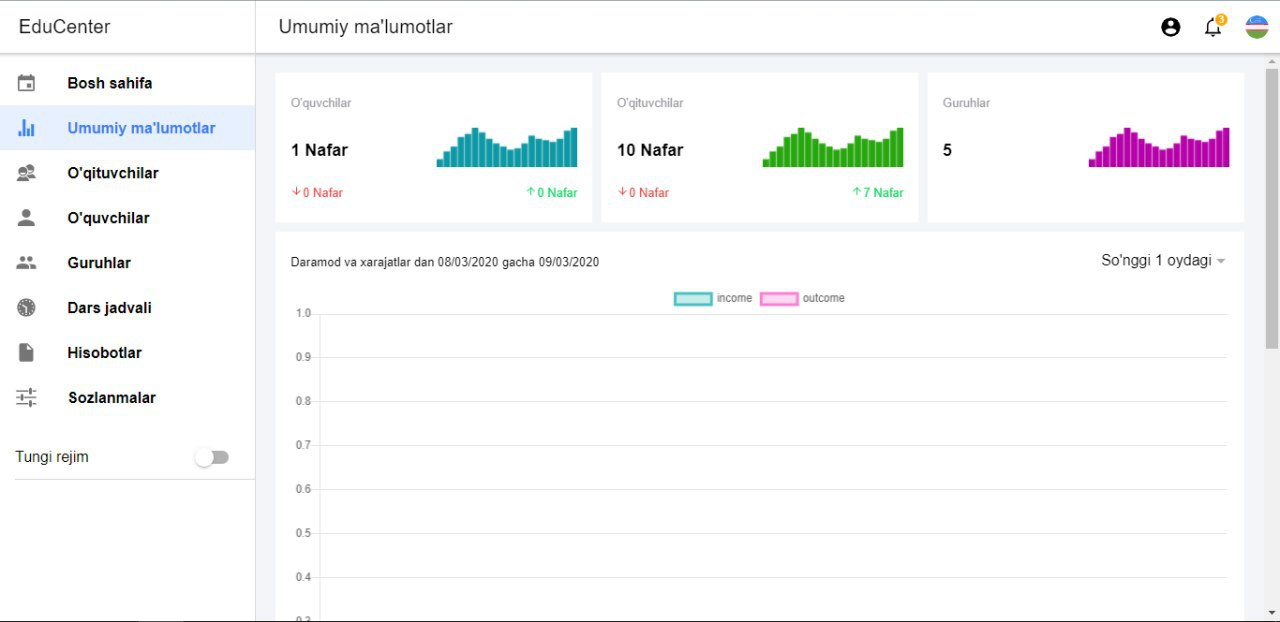 EduCenter
Umumiy ma'lumotlar
3
Bosh sahifa
Umumiy ma'lumotlar
O'qituvchilar
O'quvchilar
Guruhlar
Dars jadvali
Hisobotlar
Sozlanmalar
Tungi rejim
O'quvchilar
1 Nafar
0 Nafar
0 Nafar
O'qituvchilar
10 Nafar
0 Nafar
7 Nafar
Guruhlar
5
Daramod va xarajatlar dan 08/03/2020 gacha 09/03/2020
So'nggi 1 oydagi
income
outcome
1.0
0.9
0.8
0.7
0.6
0.5
0.4
0.3